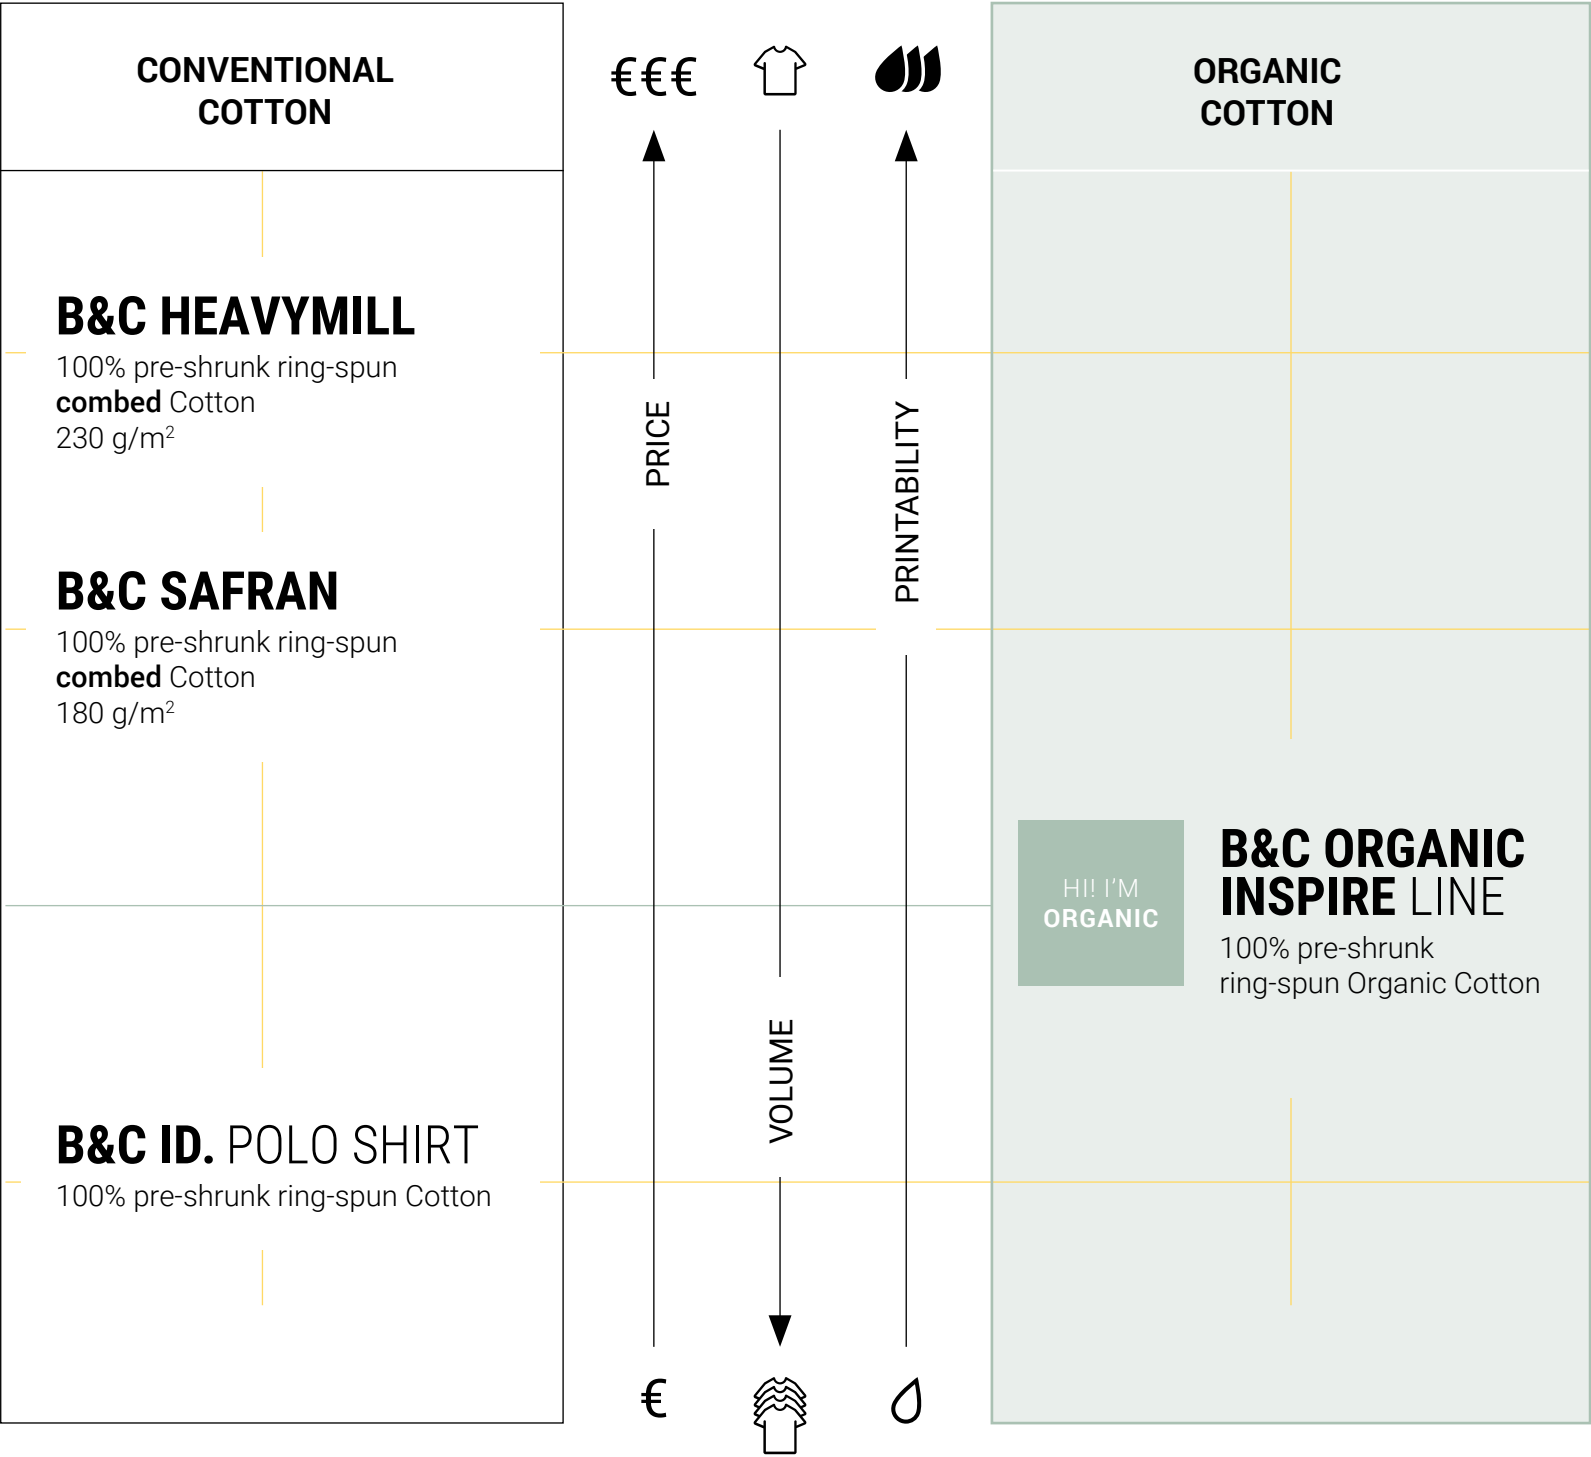 CONVENTIONAL
COTTON
B&C HEAVYMILL
100% pre-shrunk ring-spun
combed Cotton
230 g/m²
B&C SAFRAN
100% pre-shrunk ring-spun
combed Cotton
180 g/m²
B&C ID. POLO SHIRT
100% pre-shrunk ring-spun Cotton
€€€
PRICE
€
VOLUME
PRINTABILITY
ORGANIC
COTTON
HI! I'M
ORGANIC
B&C ORGANIC
INSPIRE LINE
100% pre-shrunk
ring-spun Organic Cotton